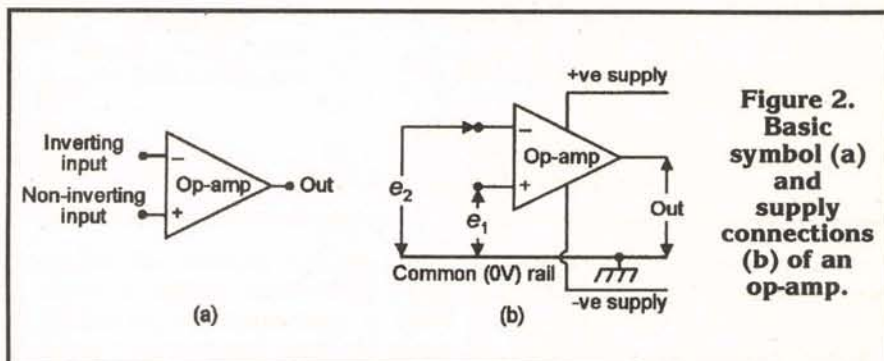 Inverting
input
Non-inverting
input
−
+
Op-amp
Out
(a)
+ve supply
−
Op-amp
+
e2
e1
Out
Common (0V) rail
-ve supply
(b)
Figure 2.
Basic
symbol (a)
and
supply
connections
(b) of an
op-amp.